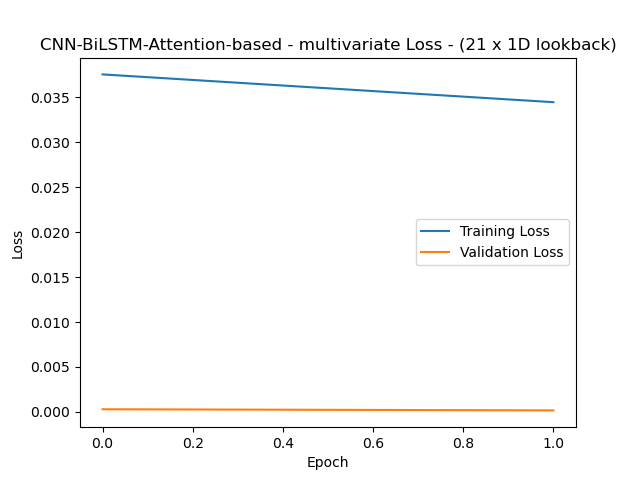 CNN-BiLSTM-Attention-based - multivariate Loss - (21 x 1D lookback)
0.035
0.030
0.025
0.020
0.015
0.010
0.005
0.000
Loss
Training Loss
Validation Loss
0.0 0.2 0.4 0.6 0.8 1.0
Epoch